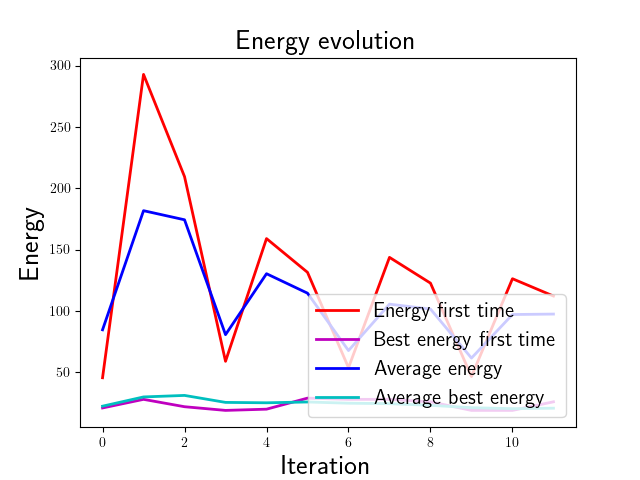 Energy evolution
300
250
200
150
100
50
Energy
0
2
4
6
8
10
Iteration
Energy first time
Best energy first time
Average energy
Average best energy